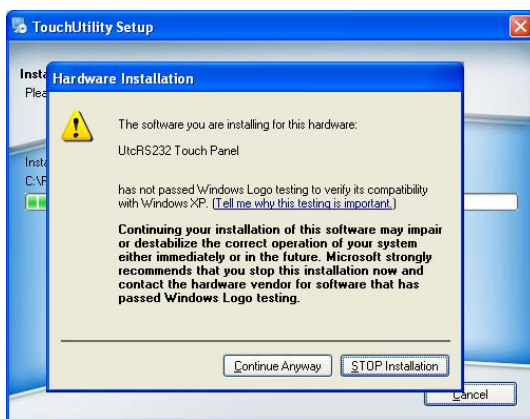 TouchUtility Setup
Hardware Installation
The software you are installing for this hardware:
UtcRS232 Touch Panel
has not passed Windows Logo testing to verify its compatibility
with Windows XP. (Tell me why this testing is important.)
Continuing your installation of this software may impair
or destabilize the correct operation of your system
either immediately or in the future. Microsoft strongly
recommends that you stop this installation now and
contact the hardware vendor for software that has
passed Windows Logo testing.
Continue Anyway
STOP Installation
Cancel